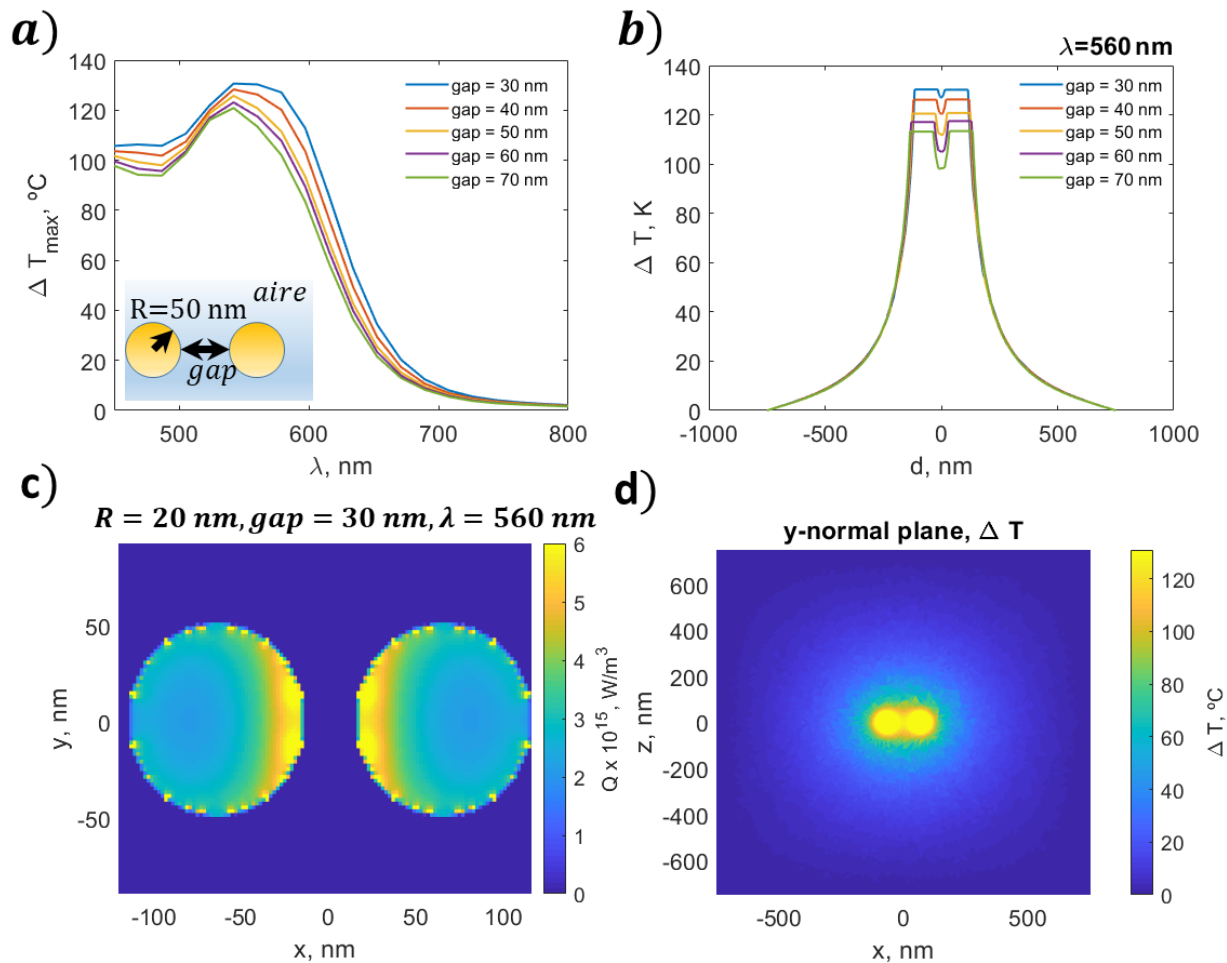 a)
140
120
100
80
60
40
20
0
500
600
700
800
Δ T_max, ºC
λ, nm
gap = 30 nm
gap = 40 nm
gap = 50 nm
gap = 60 nm
gap = 70 nm
aire
R=50 nm
gap
b)
λ=560 nm
140
120
100
80
60
40
20
0
-1000
-500
0
500
1000
Δ T, K
d, nm
gap = 30 nm
gap = 40 nm
gap = 50 nm
gap = 60 nm
gap = 70 nm
c)
R = 20 nm, gap = 30 nm, λ = 560 nm
50
0
-50
-100
-50
0
50
100
y, nm
x, nm
6
5
4
3
2
1
0
Q x 10^15, W/m^3
d)
y-normal plane, Δ T
600
400
200
0
-200
-400
-600
-500
0
500
z, nm
x, nm
120
100
80
60
40
20
0
Δ T, ºC